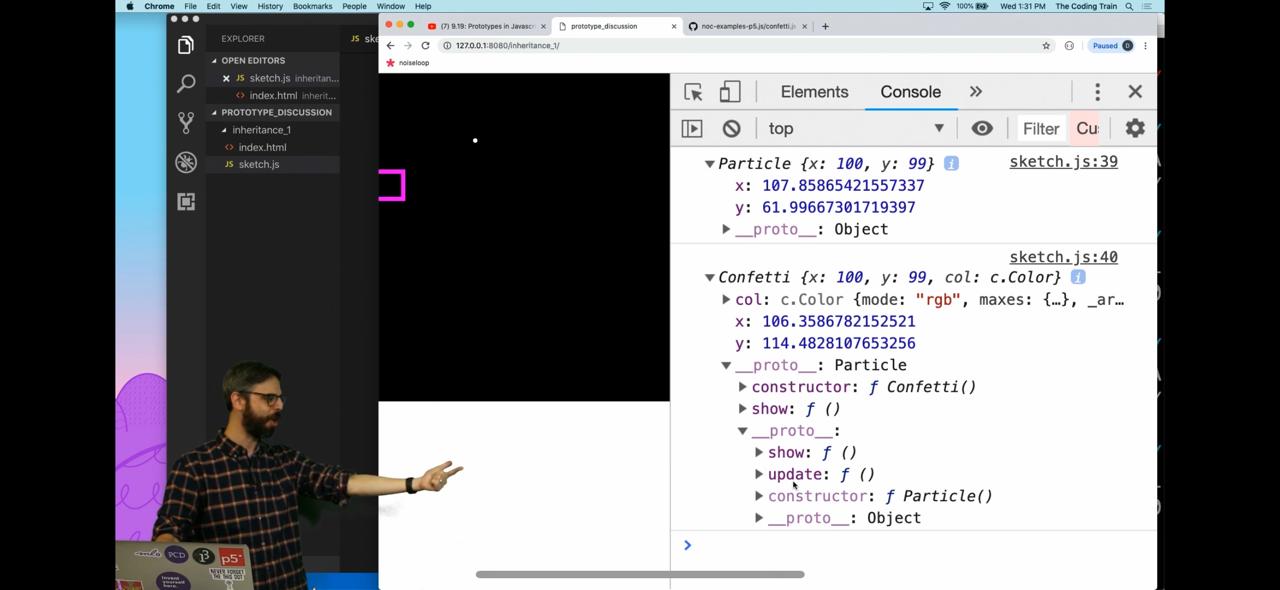 Chrome File Edit View History Bookmarks People Window Help 100% Wed 1:31 PM The Coding Train
EXPLORER
OPEN EDITORS
JS sketch.js inheritan...
<> index.html inherit...
PROTOTYPE_DISCUSSION
inheritance_1
<> index.html
JS sketch.js
JS ske
(7) 9.19: Prototypes in Javascr × prototype_discussion × noc-examples-p5.js/confetti.j × +
127.0.0.1:8080/inheritance_1/ Paused D
noiseloop
Elements Console »
top Filter Cu
Particle {x: 100, y: 99} i sketch.js:39
x: 107.85865421557337
y: 61.99667301719397
__proto__: Object
sketch.js:40
Confetti {x: 100, y: 99, col: c.Color} i
col: c.Color {mode: "rgb", maxes: {…}, _ar…
x: 106.3586782152521
y: 114.4828107653256
__proto__: Particle
constructor: ƒ Confetti()
show: ƒ ()
__proto__:
show: ƒ ()
update: ƒ ()
constructor: ƒ Particle()
__proto__: Object
PCD
p5*
NEVER FORGET
THE THIS DOT